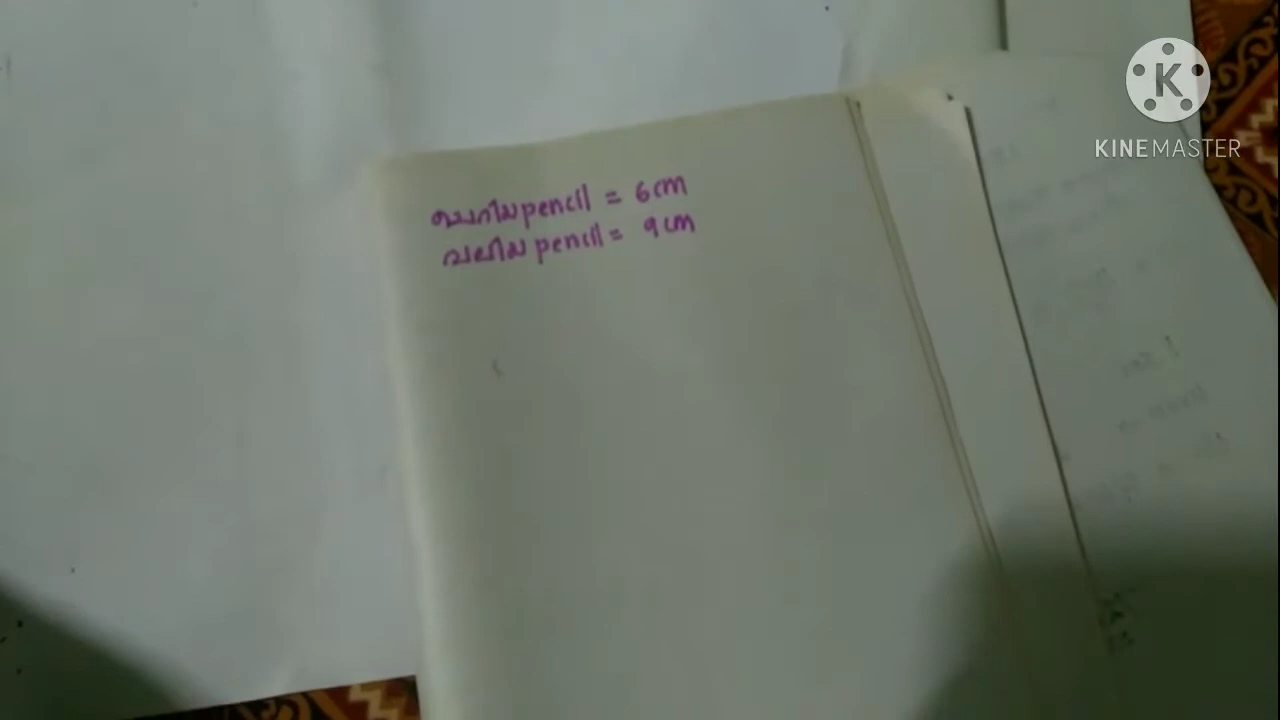 ചെറിയ pencil = 6cm
വലിയ pencil = 9cm
K
KINEMASTER